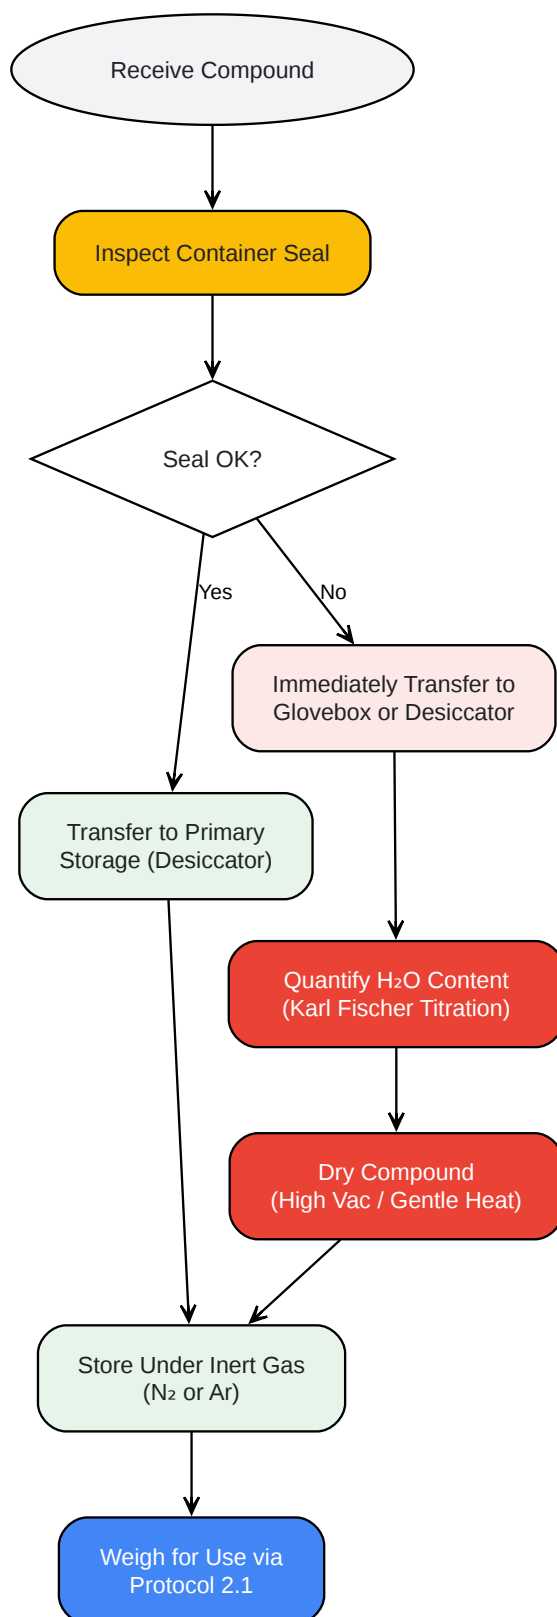 Receive Compound
Inspect Container Seal
Seal OK?
Yes
No
Immediately Transfer to
Glovebox or Desiccator
Transfer to Primary
Storage (Desiccator)
Quantify H₂O Content
(Karl Fischer Titration)
Dry Compound
(High Vac / Gentle Heat)
Store Under Inert Gas
(N₂ or Ar)
Weigh for Use via
Protocol 2.1